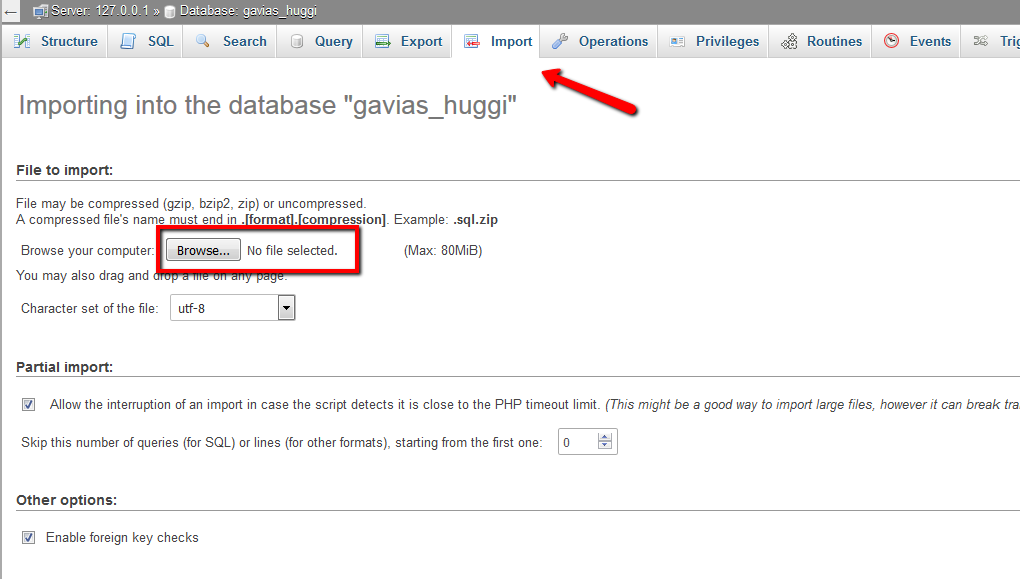 Server: 127.0.0.1 » Database: gavias_huggi
Structure SQL Search Query Export Import Operations Privileges Routines Events
Importing into the database "gavias_huggi"
File to import:
File may be compressed (gzip, bzip2, zip) or uncompressed.
A compressed file's name must end in .[format].[compression]. Example: .sql.zip
Browse your computer: Browse... No file selected. (Max: 80MiB)
You may also drag and drop a file on any page.
Character set of the file: utf-8
Partial import:
Allow the interruption of an import in case the script detects it is close to the PHP timeout limit. (This might be a good way to import large files, however it can break
Skip this number of queries (for SQL) or lines (for other formats), starting from the first one: 0
Other options:
Enable foreign key checks